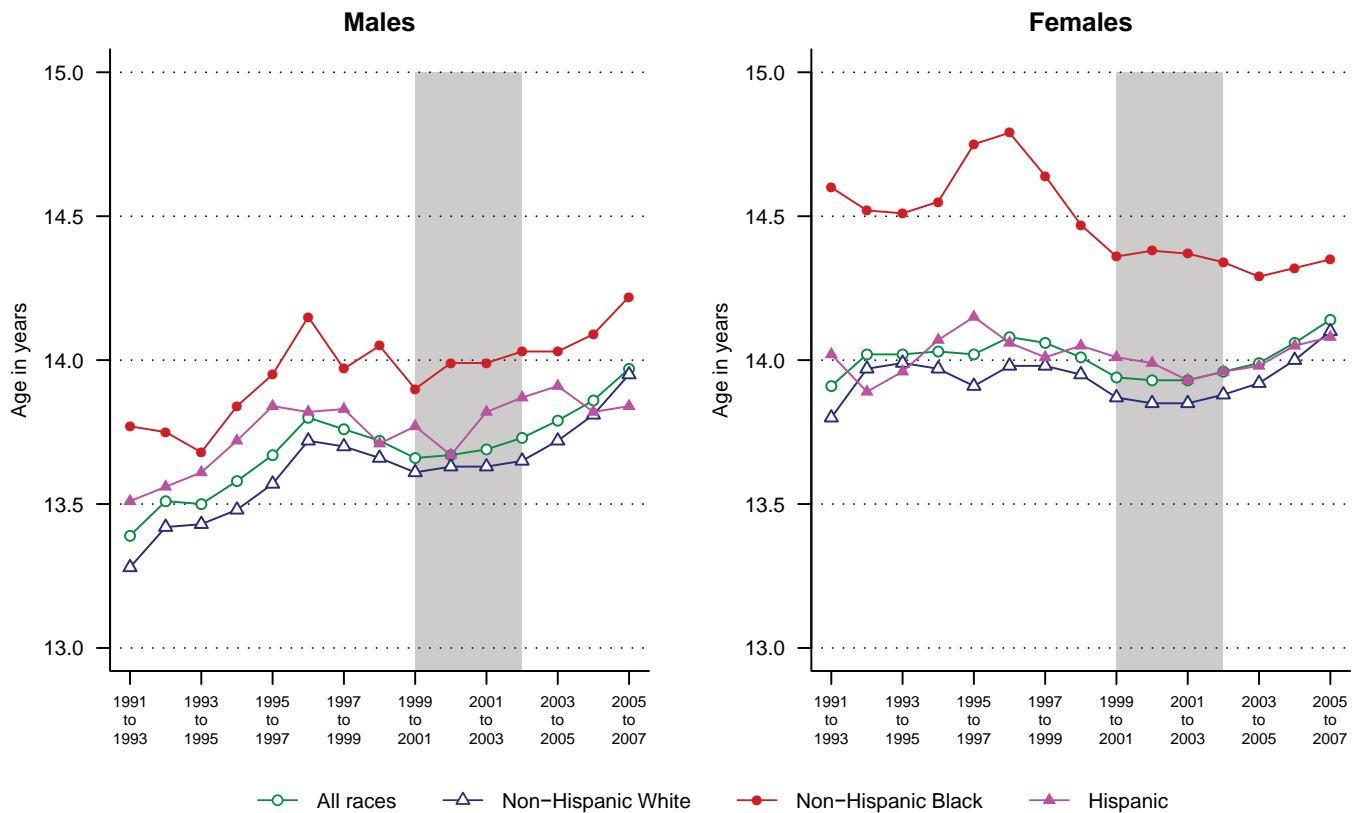 Males
Females
15.0
14.5
14.0
13.5
13.0
Age in years
1991 to 1993
1993 to 1995
1995 to 1997
1997 to 1999
1999 to 2001
2001 to 2003
2003 to 2005
2005 to 2007
15.0
14.5
14.0
13.5
13.0
Age in years
1991 to 1993
1993 to 1995
1995 to 1997
1997 to 1999
1999 to 2001
2001 to 2003
2003 to 2005
2005 to 2007
All races
Non−Hispanic White
Non−Hispanic Black
Hispanic